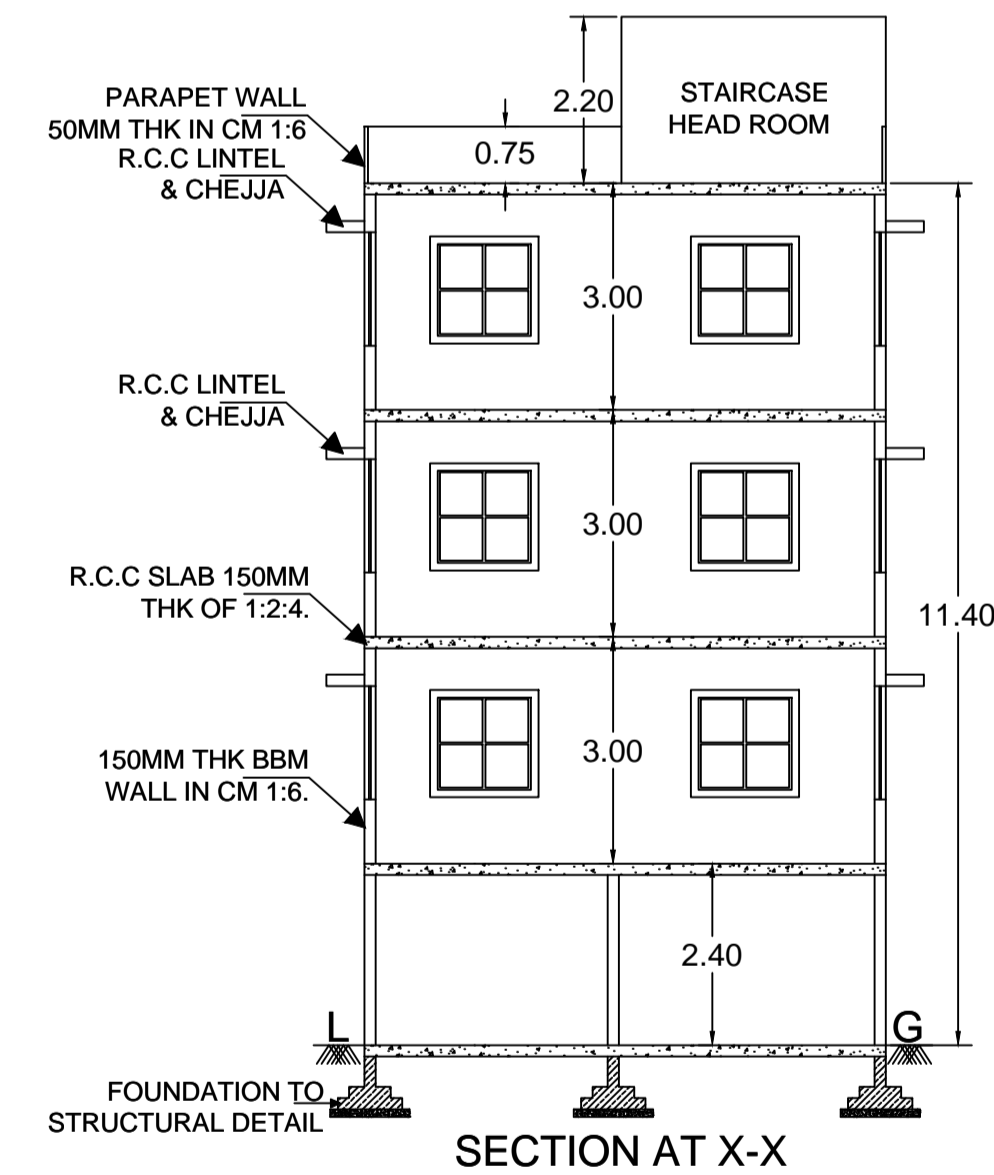 2.20
STAIRCASE
HEAD ROOM
PARAPET WALL
50MM THK IN CM 1:6
0.75
R.C.C LINTEL
& CHEJJA
3.00
R.C.C LINTEL
& CHEJJA
3.00
R.C.C SLAB 150MM
THK OF 1:2:4.
11.40
150MM THK BBM
WALL IN CM 1:6.
3.00
2.40
L
G
FOUNDATION TO
STRUCTURAL DETAIL
SECTION AT X-X